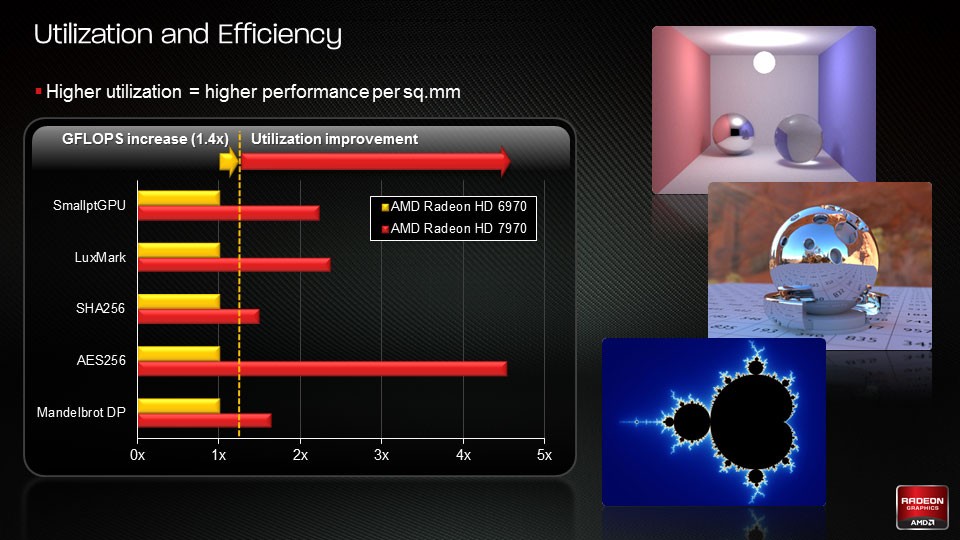 Utilization and Efficiency
Higher utilization = higher performance per sq.mm
GFLOPS increase (1.4x) Utilization improvement
AMD Radeon HD 6970
AMD Radeon HD 7970
SmallptGPU
LuxMark
SHA256
AES256
Mandelbrot DP
0x 1x 2x 3x 4x 5x
RADEON
GRAPHICS
AMD